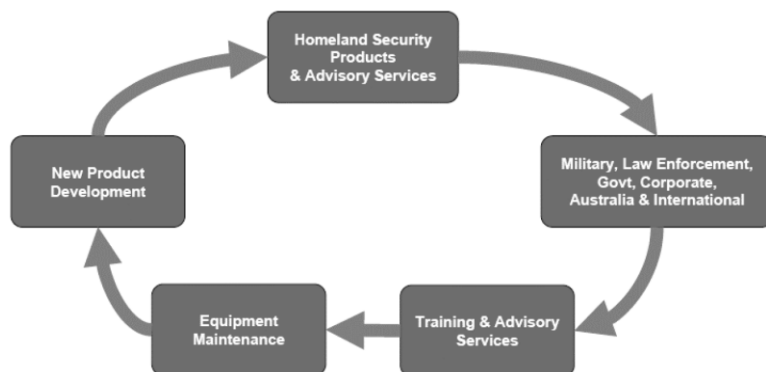 Homeland Security
Products
& Advisory Services
Military, Law Enforcement,
Govt, Corporate,
Australia & International
Training & Advisory
Services
Equipment
Maintenance
New Product
Development